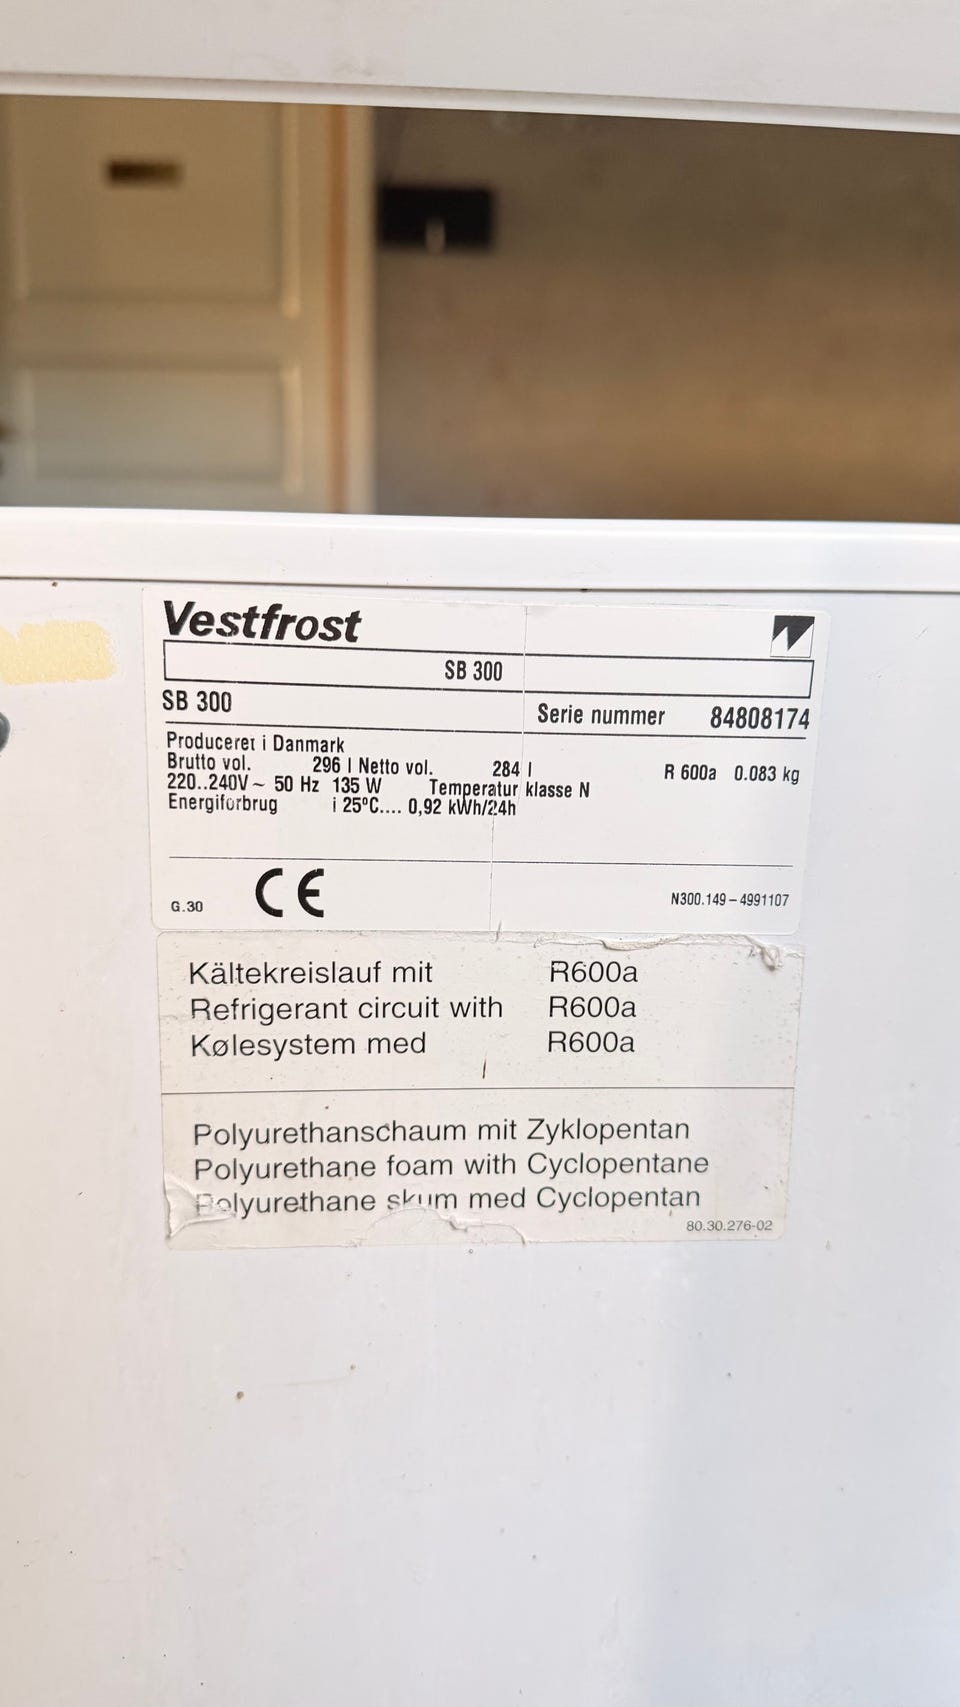 Vestfrost
SB 300
SB 300 Serie nummer 84808174
Produceret i Danmark
Brutto vol. 296 l Netto vol. 284 l R 600a 0.083 kg
220..240V ~ 50 Hz 135 W Temperatur klasse N
Energiforbrug i 25ºC.... 0,92 kWh/24h
G.30 CE N300.149 – 4991107
Kältekreislauf mit R600a
Refrigerant circuit with R600a
Kølesystem med R600a
Polyurethanschaum mit Zyklopentan
Polyurethane foam with Cyclopentane
Polyurethane skum med Cyclopentan
80.30.276-02